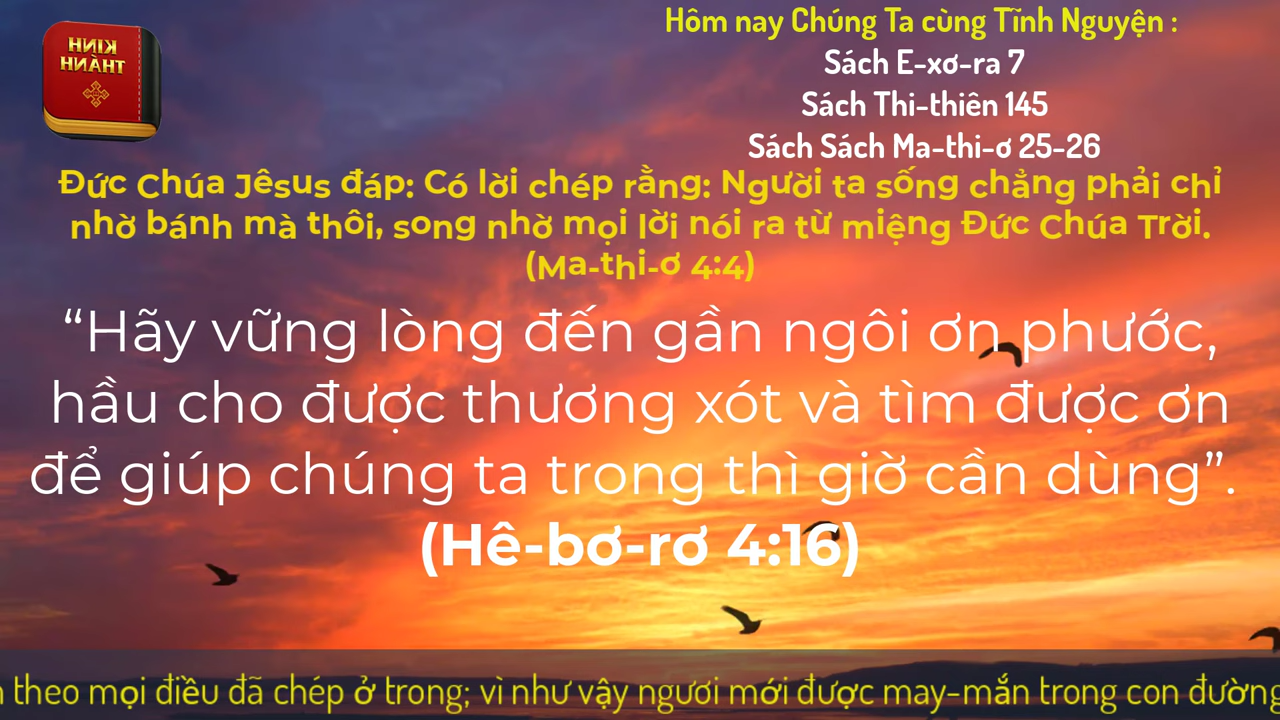 KINH
THÁNH
Hôm nay Chúng Ta cùng Tĩnh Nguyện :
Sách E-xơ-ra 7
Sách Thi-thiên 145
Sách Sách Ma-thi-ơ 25-26
Đức Chúa Jêsus đáp: Có lời chép rằng: Người ta sống chẳng phải chỉ
nhờ bánh mà thôi, song nhờ mọi lời nói ra từ miệng Đức Chúa Trời.
(Ma-thi-ơ 4:4)
“Hãy vững lòng đến gần ngôi ơn phước,
hầu cho được thương xót và tìm được ơn
để giúp chúng ta trong thì giờ cần dùng”.
(Hê-bơ-rơ 4:16)
theo mọi điều đã chép ở trong; vì như vậy ngươi mới được may-mắn trong con đường